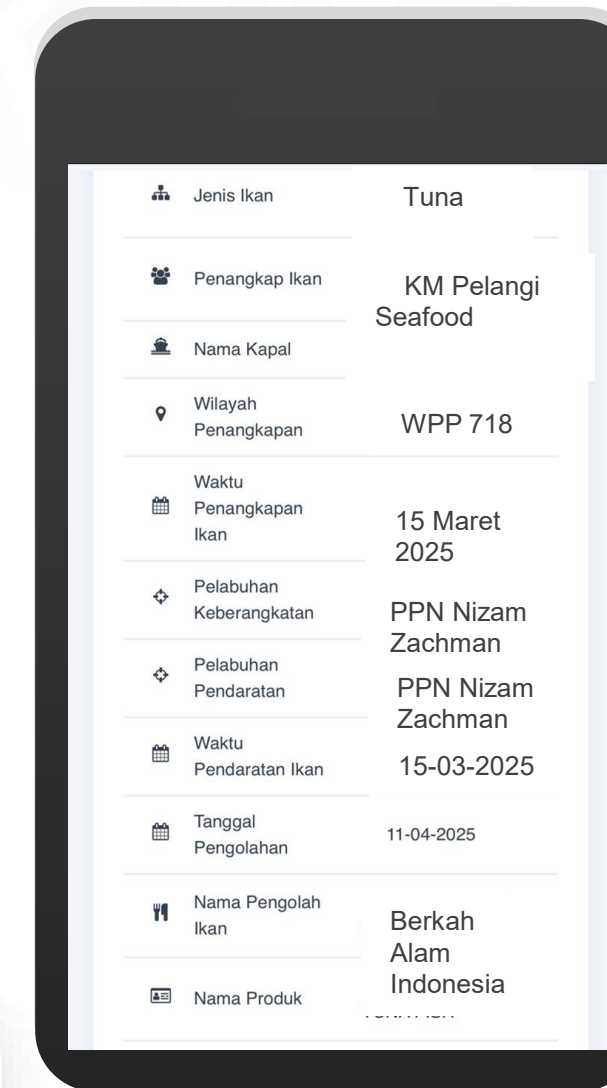 Jenis Ikan Tuna
Penangkap Ikan KM Pelangi
Seafood
Nama Kapal
Wilayah
Penangkapan WPP 718
Waktu
Penangkapan
Ikan
15 Maret
2025
Pelabuhan
Keberangkatan
PPN Nizam
Zachman
Pelabuhan
Pendaratan
PPN Nizam
Zachman
Waktu
Pendaratan Ikan
15-03-2025
Tanggal
Pengolahan
11-04-2025
Nama Pengolah
Ikan
Berkah
Alam
Indonesia
Nama Produk